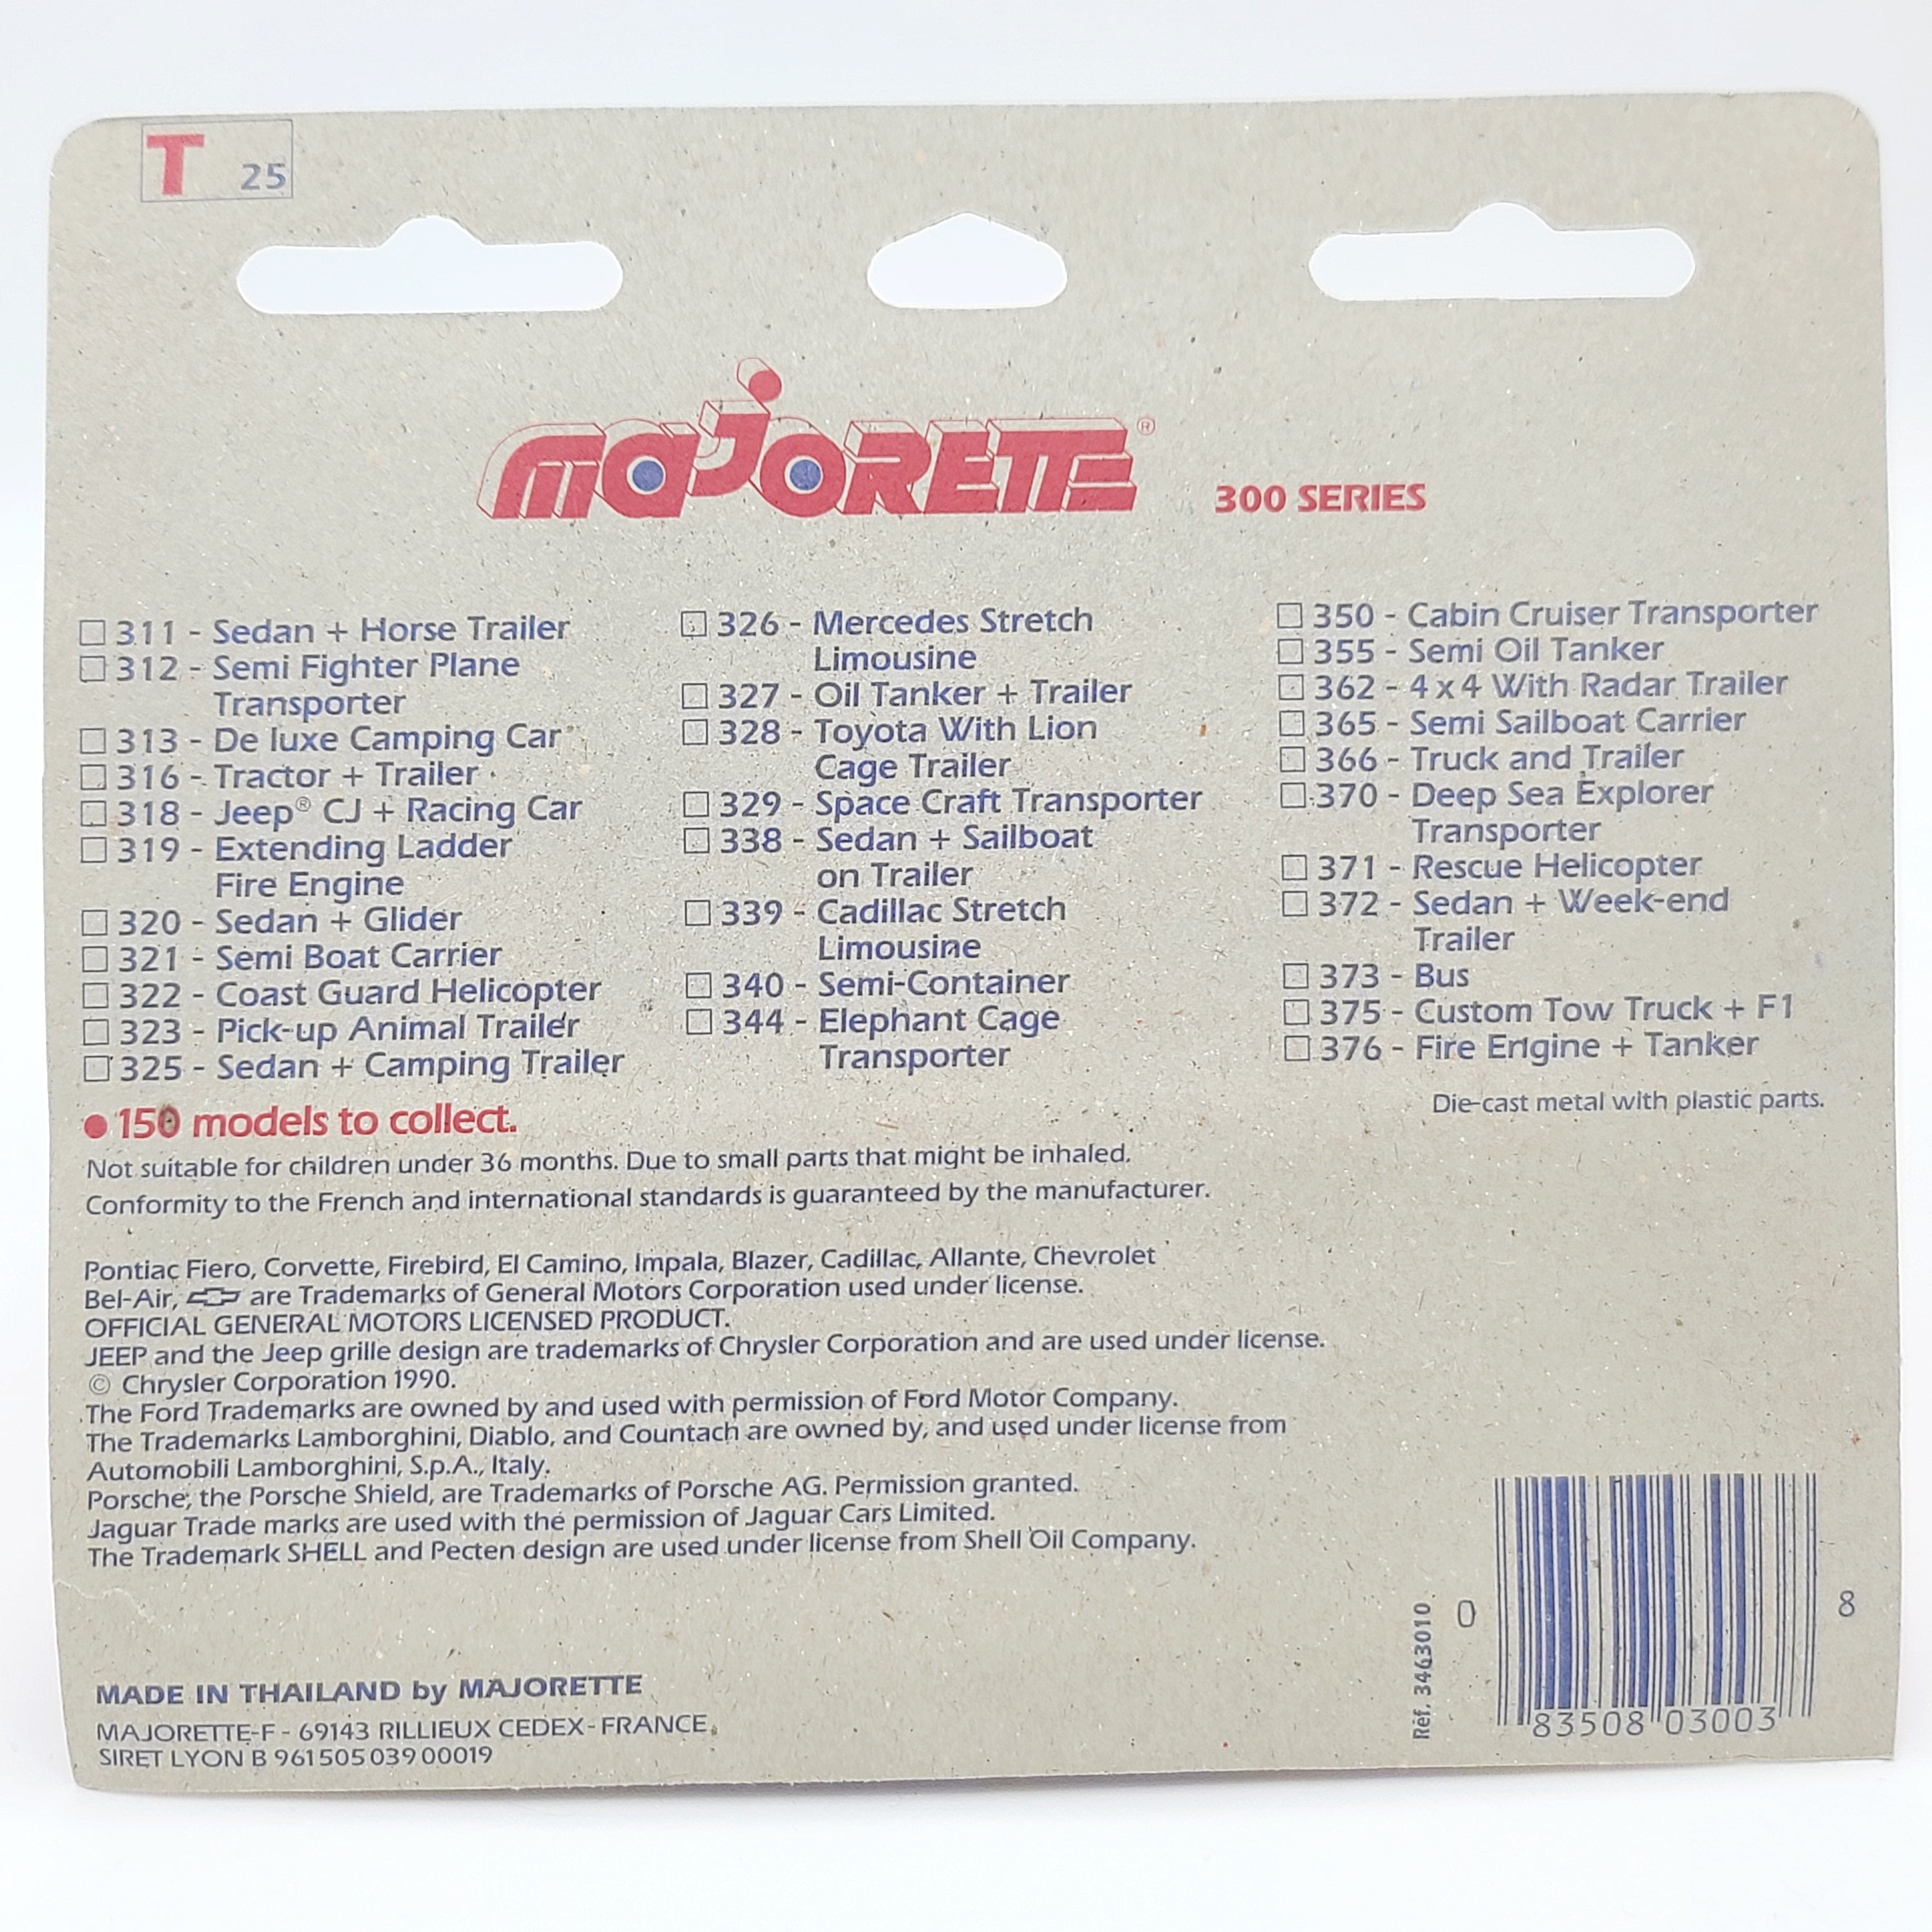 T 25
MAJORETTE ®
300 SERIES
311 - Sedan + Horse Trailer
312 - Semi Fighter Plane
Transporter
313 - De luxe Camping Car
316 - Tractor + Trailer
318 - Jeep® CJ + Racing Car
319 - Extending Ladder
Fire Engine
320 - Sedan + Glider
321 - Semi Boat Carrier
322 - Coast Guard Helicopter
323 - Pick-up Animal Trailer
325 - Sedan + Camping Trailer
326 - Mercedes Stretch
Limousine
327 - Oil Tanker + Trailer
328 - Toyota With Lion
Cage Trailer
329 - Space Craft Transporter
338 - Sedan + Sailboat
on Trailer
339 - Cadillac Stretch
Limousine
340 - Semi-Container
344 - Elephant Cage
Transporter
350 - Cabin Cruiser Transporter
355 - Semi Oil Tanker
362 - 4 x 4 With Radar Trailer
365 - Semi Sailboat Carrier
366 - Truck and Trailer
370 - Deep Sea Explorer
Transporter
371 - Rescue Helicopter
372 - Sedan + Week-end
Trailer
373 - Bus
375 - Custom Tow Truck + F1
376 - Fire Engine + Tanker
Die-cast metal with plastic parts.
● 150 models to collect.
Not suitable for children under 36 months. Due to small parts that might be inhaled.
Conformity to the French and international standards is guaranteed by the manufacturer.
Pontiac Fiero, Corvette, Firebird, El Camino, Impala, Blazer, Cadillac, Allante, Chevrolet
Bel-Air, are Trademarks of General Motors Corporation used under license.
OFFICIAL GENERAL MOTORS LICENSED PRODUCT.
JEEP and the Jeep grille design are trademarks of Chrysler Corporation and are used under license.
© Chrysler Corporation 1990.
The Ford Trademarks are owned by and used with permission of Ford Motor Company.
The Trademarks Lamborghini, Diablo, and Countach are owned by, and used under license from
Automobili Lamborghini, S.p.A., Italy.
Porsche, the Porsche Shield, are Trademarks of Porsche AG. Permission granted.
Jaguar Trade marks are used with the permission of Jaguar Cars Limited.
The Trademark SHELL and Pecten design are used under license from Shell Oil Company.
MADE IN THAILAND by MAJORETTE
MAJORETTE-F - 69143 RILLIEUX CEDEX - FRANCE.
SIRET LYON B 961 505 039 00019
Réf. 3463010
0 83508 03003 8